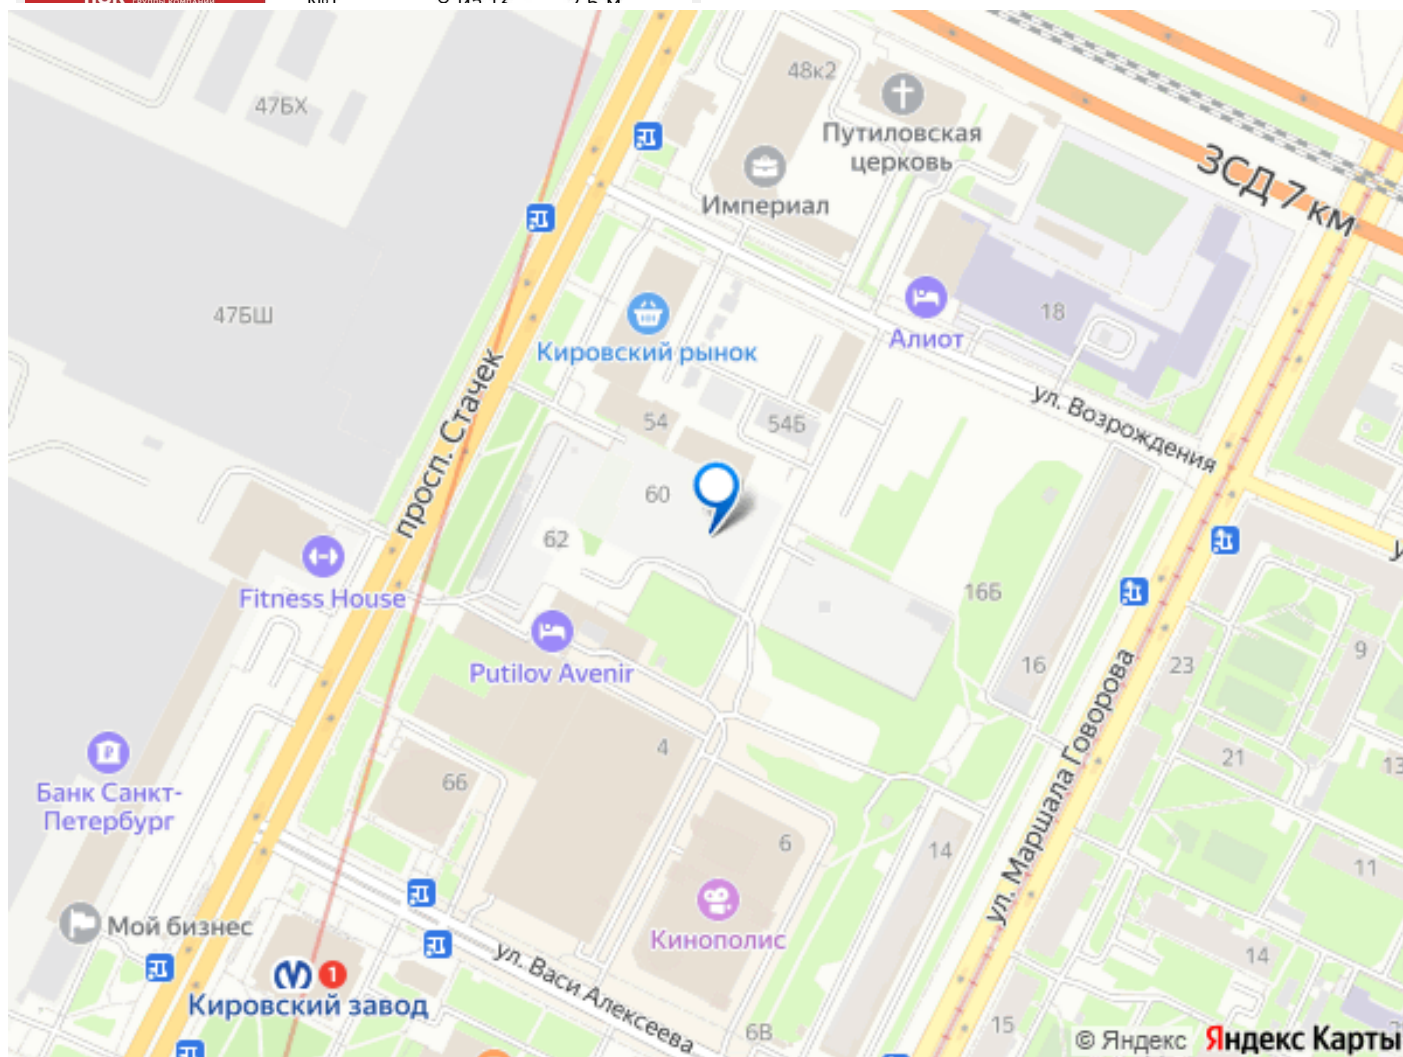 47БХ
48к2
Путиловская
церковь
ЗСД 7 км
Империал
47БШ
Кировский рынок
Алиот
18
просп. Стачек
ул. Возрождения
54
54Б
60
62
Fitness House
16Б
Putilov Avenir
16
23
9
ул. Маршала Говорова
4
21
13
66
Банк Санкт-
Петербург
6
14
11
Мой бизнес
Кинополис
14
1
Кировский завод
ул. Васи Алексеева
6В
15
© Яндекс Яндекс Карты